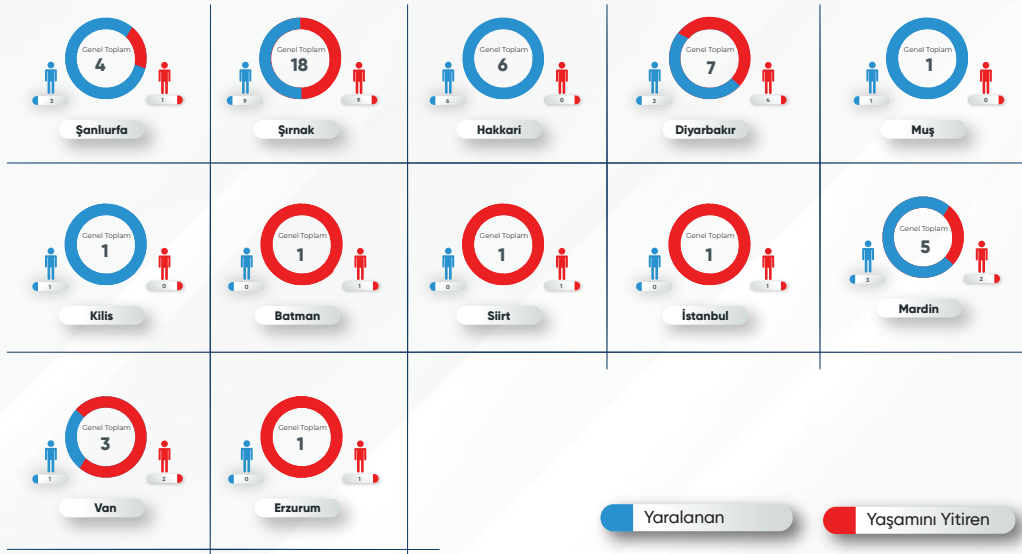 Genel Toplam
4
3
1
Şanlıurfa
Genel Toplam
18
9
9
Şırnak
Genel Toplam
6
6
0
Hakkari
Genel Toplam
7
3
4
Diyarbakır
Genel Toplam
1
1
0
Muş
Genel Toplam
1
1
0
Kilis
Genel Toplam
1
0
1
Batman
Genel Toplam
1
0
1
Siirt
Genel Toplam
1
0
1
İstanbul
Genel Toplam
5
3
2
Mardin
Genel Toplam
3
1
2
Van
Genel Toplam
1
0
1
Erzurum
Yaralanan
Yaşamını Yitiren